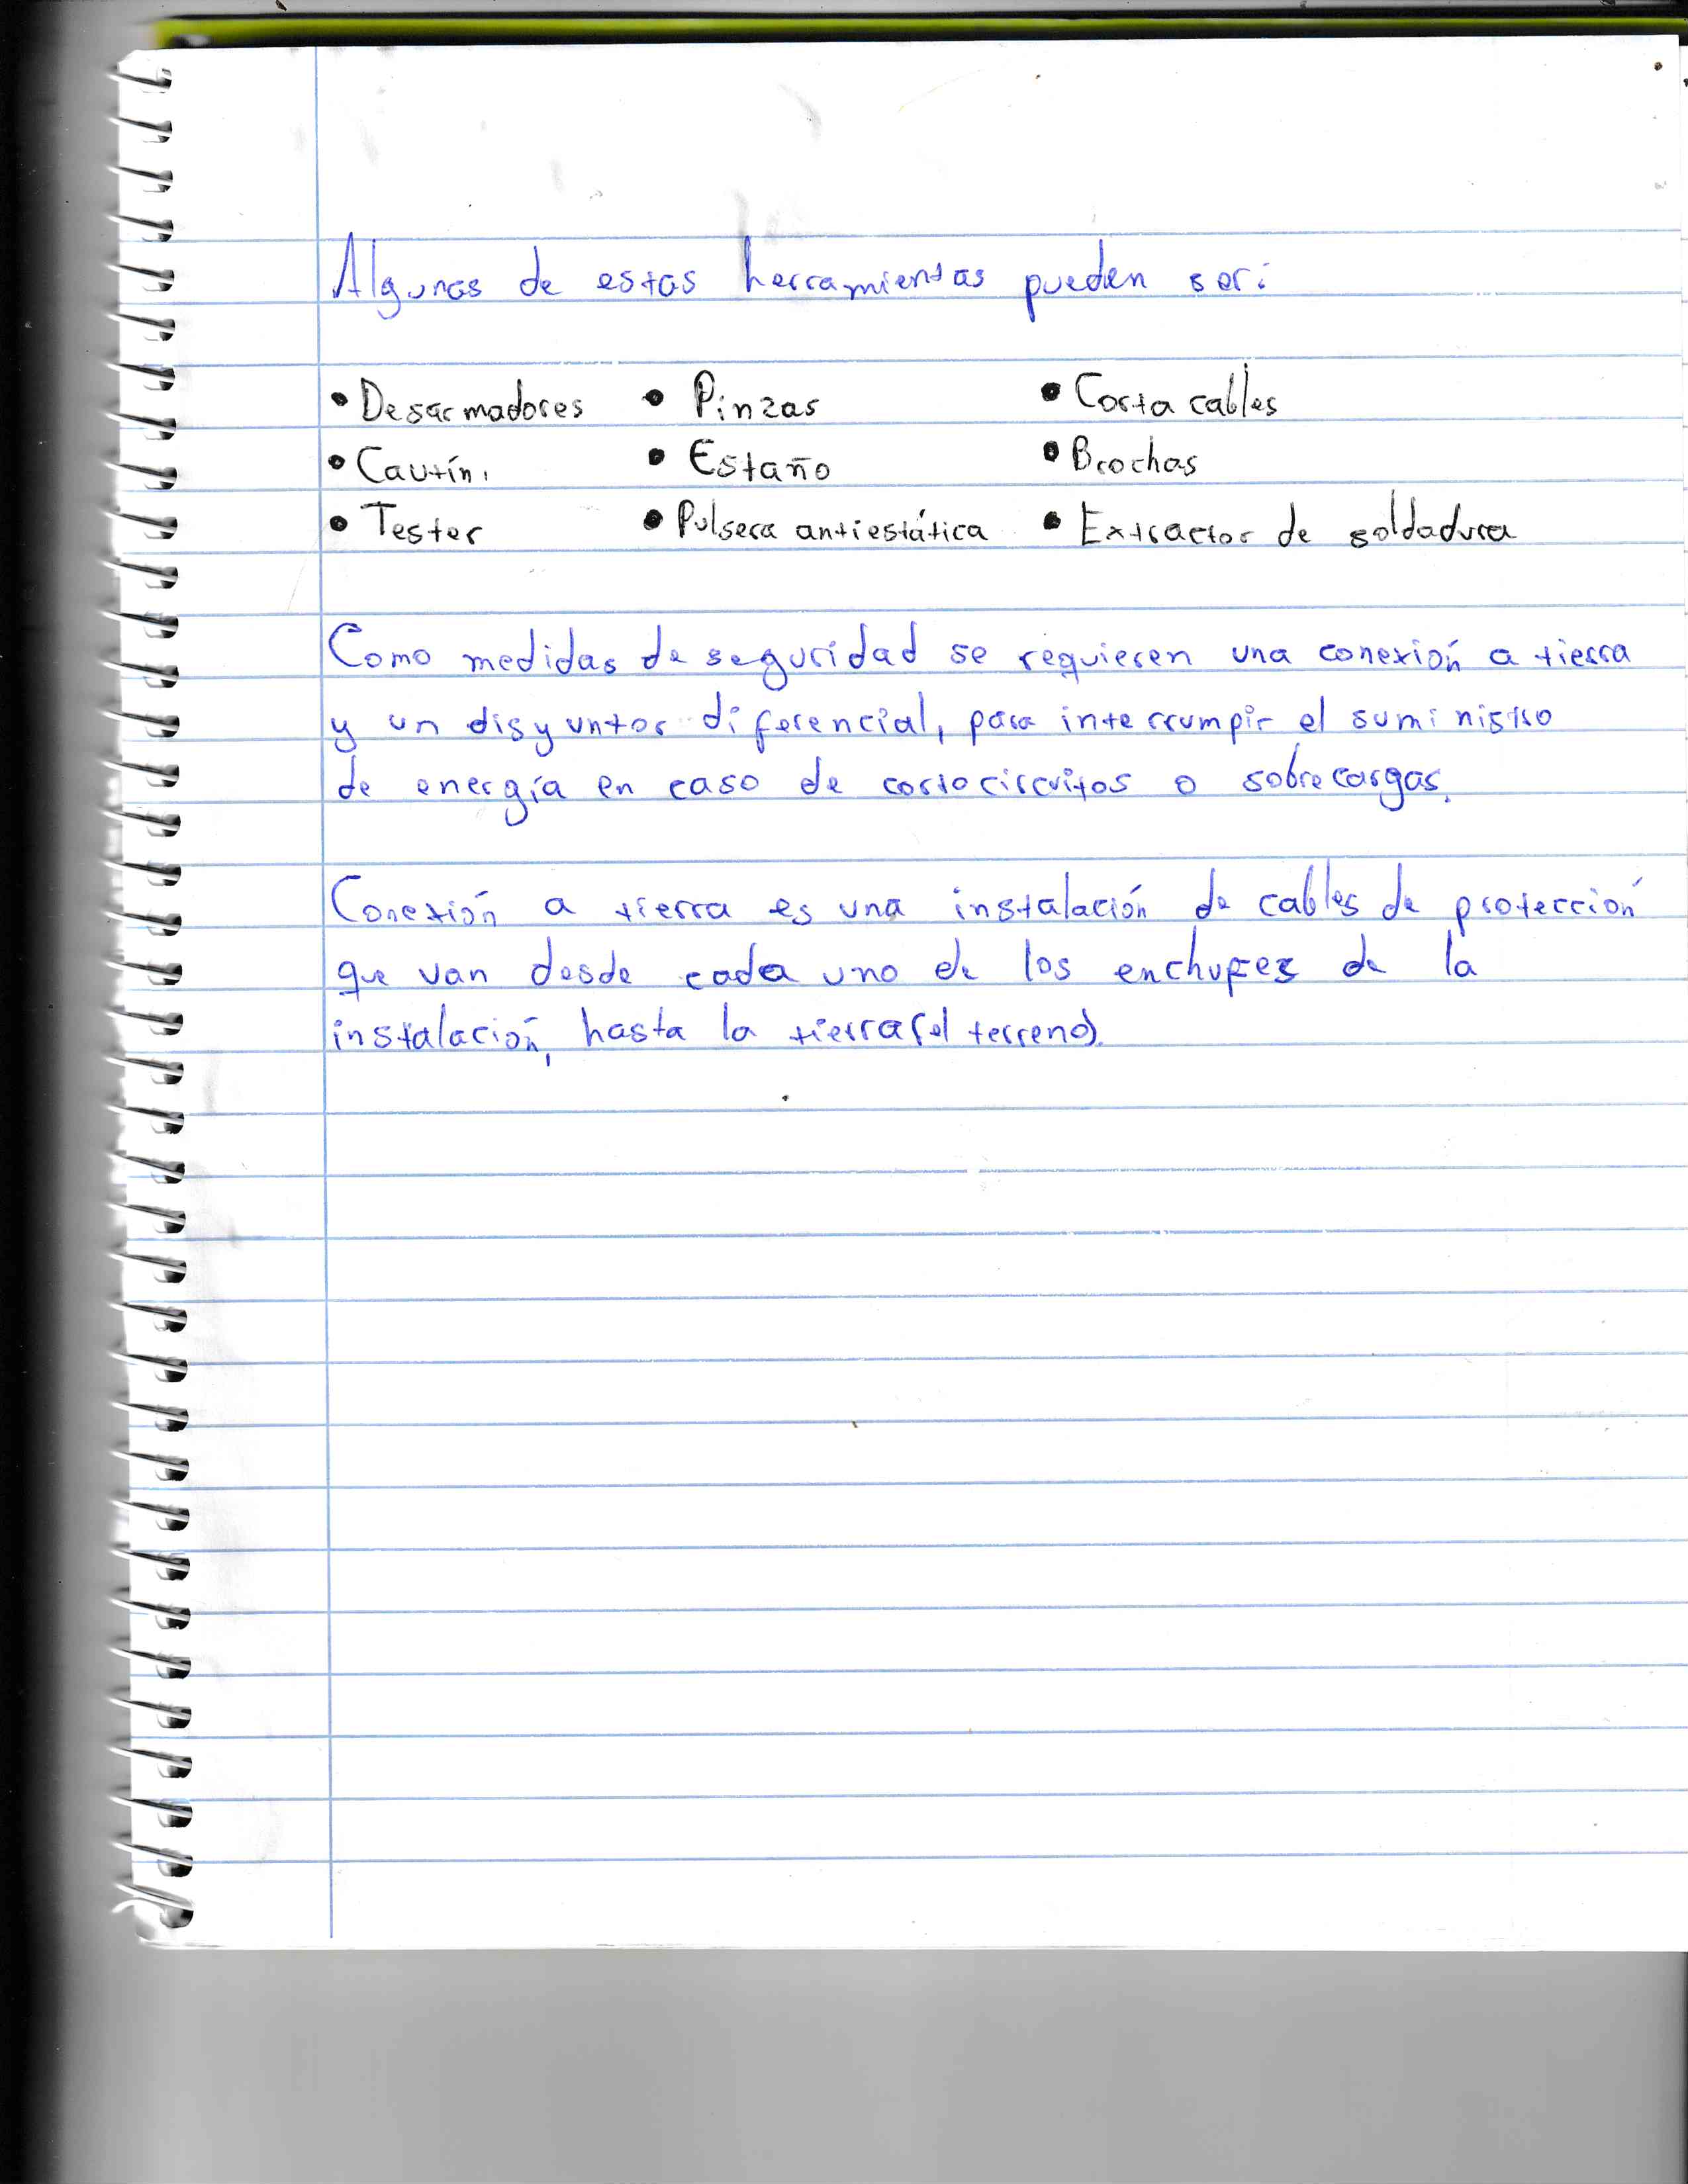 Algunas de estas herramientas pueden ser:
• Desarmadores • Pinzas • Corta cables
• Cautín. • Estaño • Brochas
• Tester • Pulsera antiestática • Extractor de soldadura
Como medidas de seguridad se requieren una conexión a tierra
y un disyuntor diferencial, para interrumpir el suministro
de energía en caso de cortocircuitos o sobrecargas.
Conexión a tierra es una instalación de cables de protección
que van desde cada uno de los enchufes de la
instalación, hasta la tierra (el terreno).